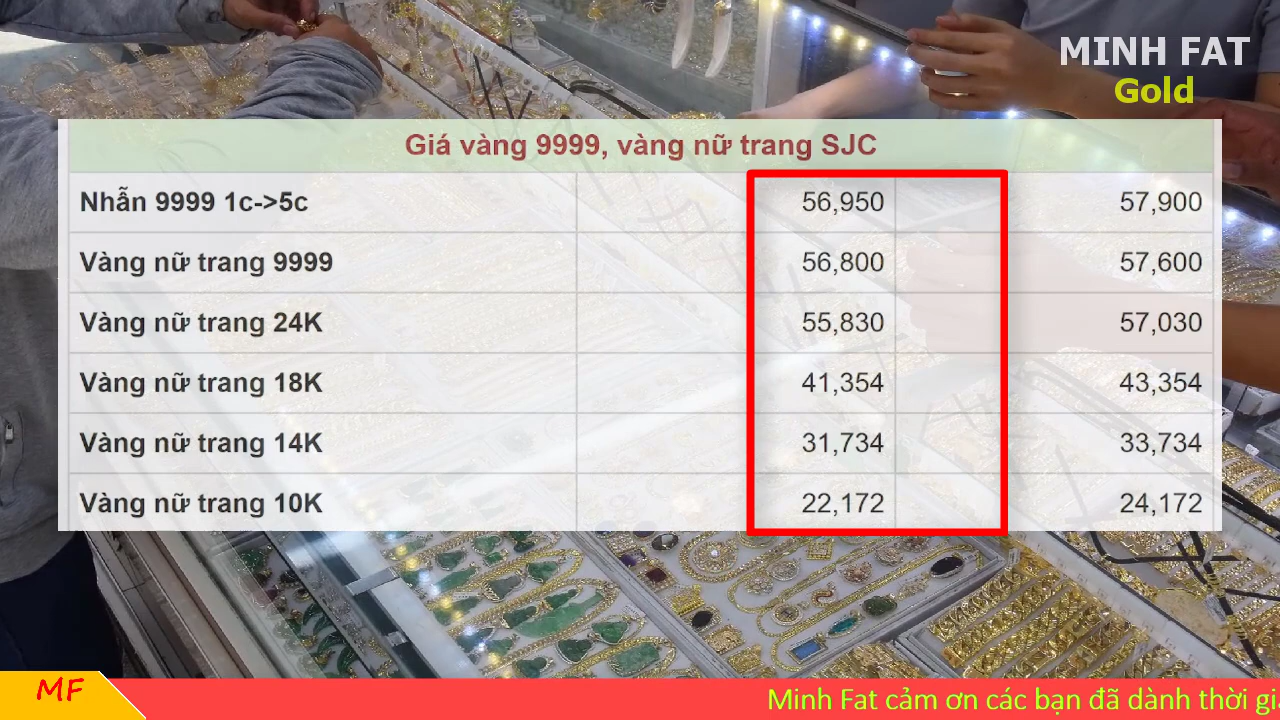 MINH FAT
Gold
Giá vàng 9999, vàng nữ trang SJC
Nhẫn 9999 1c->5c 56,950 57,900
Vàng nữ trang 9999 56,800 57,600
Vàng nữ trang 24K 55,830 57,030
Vàng nữ trang 18K 41,354 43,354
Vàng nữ trang 14K 31,734 33,734
Vàng nữ trang 10K 22,172 24,172
MF
Minh Fat cảm ơn các bạn đã dành thời gi